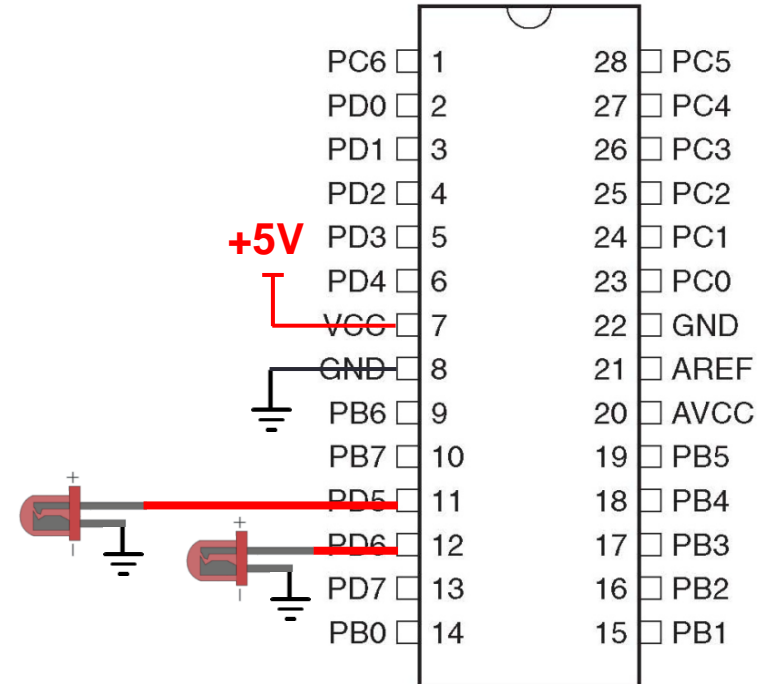 PC6 1 28 PC5
PD0 2 27 PC4
PD1 3 26 PC3
PD2 4 25 PC2
+5V PD3 5 24 PC1
PD4 6 23 PC0
VCC 7 22 GND
GND 8 21 AREF
PB6 9 20 AVCC
PB7 10 19 PB5
+
PD5 11 18 PB4
+
PD6 12 17 PB3
-
PD7 13 16 PB2
-
PB0 14 15 PB1